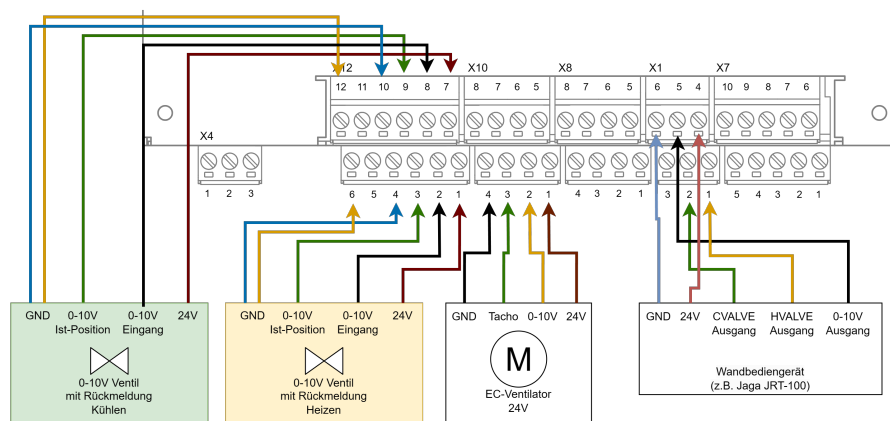 X12 X10 X8 X1 X7
12 11 10 9 8 7 8 7 6 5 8 7 6 5 6 5 4 10 9 8 7 6
X4
1 2 3
6 5 4 3 2 1 4 3 2 1 4 3 2 1 3 2 1 5 4 3 2 1
GND 0-10V Ist-Position 0-10V Eingang 24V
0-10V Ventil
mit Rückmeldung
Kühlen
GND 0-10V Ist-Position 0-10V Eingang 24V
0-10V Ventil
mit Rückmeldung
Heizen
GND Tacho 0-10V 24V
M
EC-Ventilator
24V
GND 24V CVALVE Ausgang HVALVE Ausgang 0-10V Ausgang
Wandbediengerät
(z.B. Jaga JRT-100)